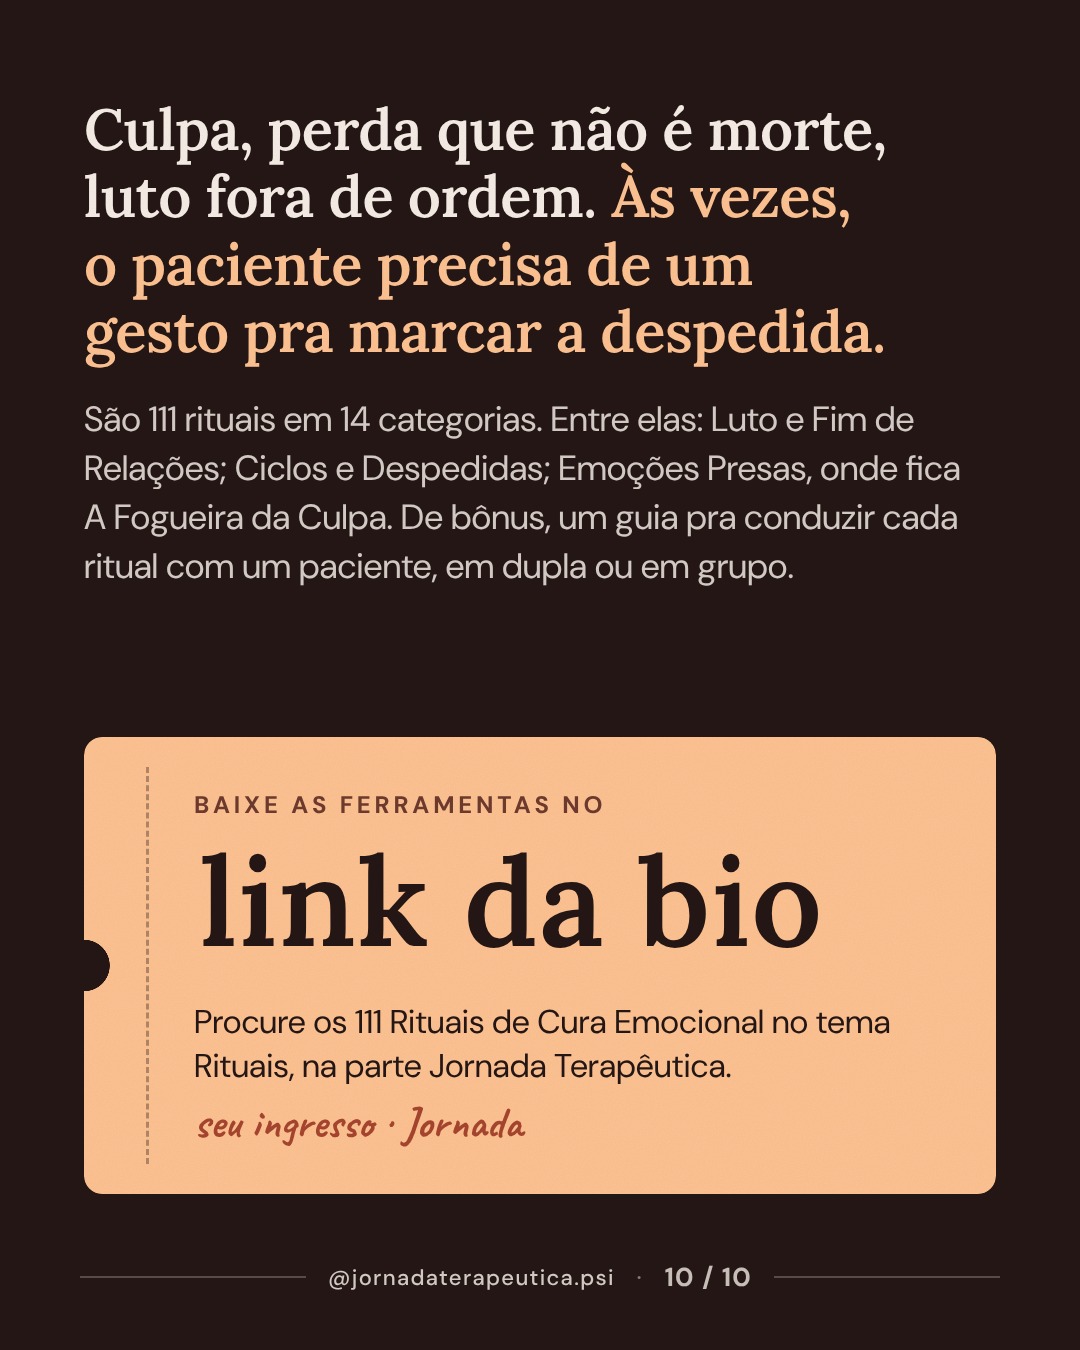 Culpa, perda que não é morte,
luto fora de ordem. Às vezes,
o paciente precisa de um
gesto pra marcar a despedida.
São 111 rituais em 14 categorias. Entre elas: Luto e Fim de
Relações; Ciclos e Despedidas; Emoções Presas, onde fica
A Fogueira da Culpa. De bônus, um guia pra conduzir cada
ritual com um paciente, em dupla ou em grupo.
BAIXE AS FERRAMENTAS NO
link da bio
Procure os 111 Rituais de Cura Emocional no tema
Rituais, na parte Jornada Terapêutica.
seu ingresso · Jornada
@jornadaterapeutica.psi · 10 / 10